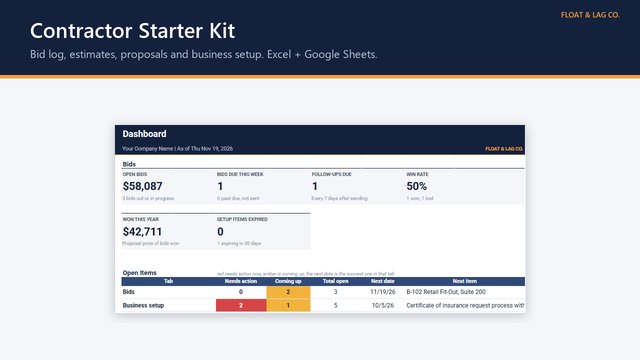 FLOAT & LAG CO.
Contractor Starter Kit
Bid log, estimates, proposals and business setup. Excel + Google Sheets.
Dashboard
Your Company Name | As of Thu Nov 19, 2026 FLOAT & LAG CO.
Bids
OPEN BIDS BIDS DUE THIS WEEK FOLLOW-UPS DUE WIN RATE
$58,087 1 1 50%
3 bids out or in progress 0 past due, not sent Every 7 days after sending 1 won, 1 lost
WON THIS YEAR SETUP ITEMS EXPIRED
$42,711 0
Proposal price of bids won 1 expiring in 30 days
Open Items red needs action now, amber is coming up; the next date is the soonest one in that tab
Tab Needs action Coming up Total open Next date Next item
Bids 0 2 3 11/19/26 B-102 Retail Fit-Out, Suite 200
Business setup 2 1 5 10/5/26 Certificate of insurance request process with